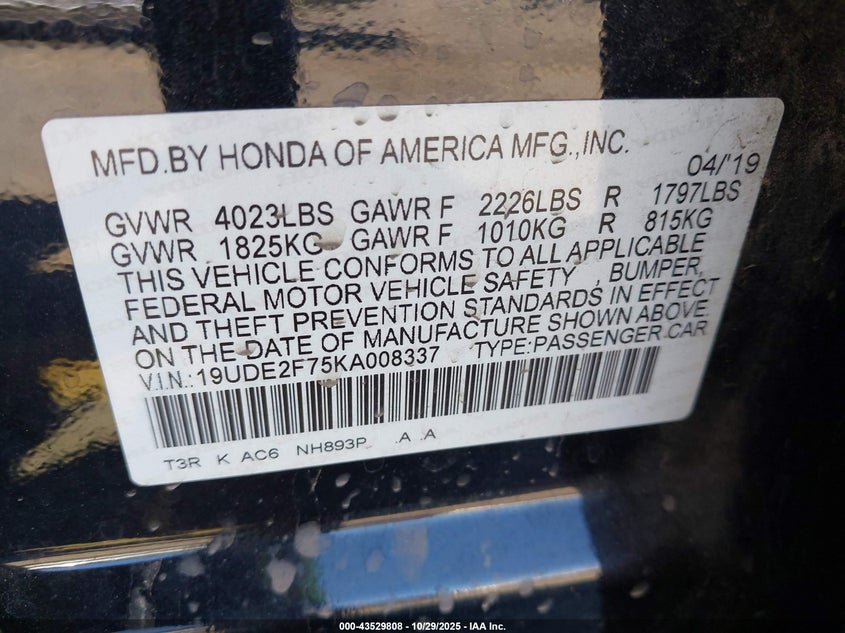 MFD.BY HONDA OF AMERICA MFG.,INC. 04/'19
GVWR 4023LBS GAWR F 2226LBS R 1797LBS
GVWR 1825KG GAWR F 1010KG R 815KG
THIS VEHICLE CONFORMS TO ALL APPLICABLE
FEDERAL MOTOR VEHICLE SAFETY , BUMPER,
AND THEFT PREVENTION STANDARDS IN EFFECT
ON THE DATE OF MANUFACTURE SHOWN ABOVE.
V.I.N.:19UDE2F75KA008337 TYPE:PASSENGER CAR
T3R K AC6 NH893P A A
000-43529808 - 10/29/2025 - IAA Inc.